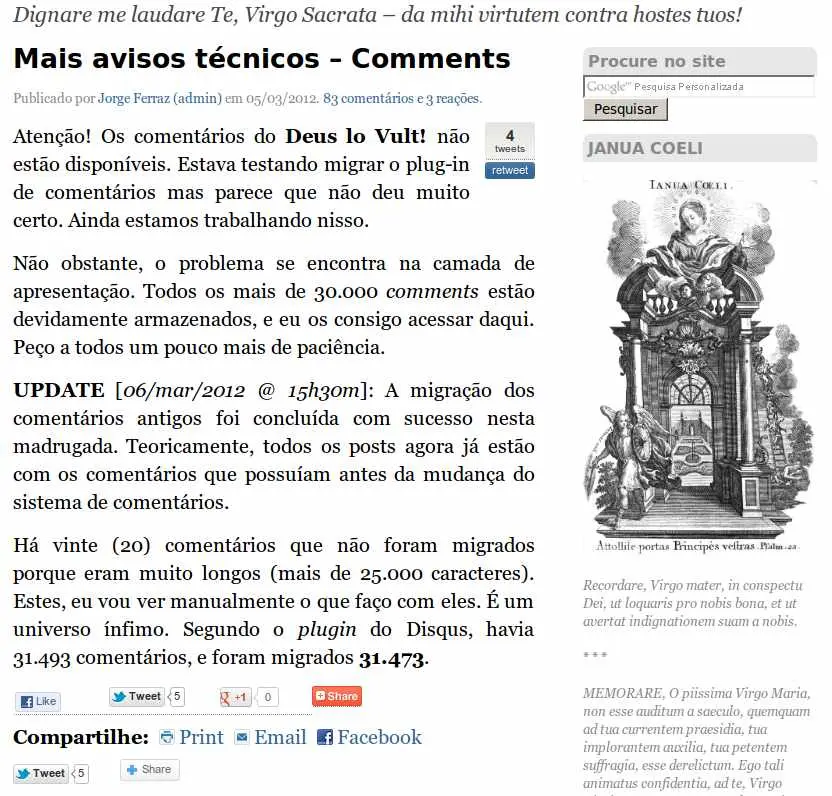 Dignare me laudare Te, Virgo Sacrata – da mihi virtutem contra hostes tuos!
Mais avisos técnicos – Comments
Publicado por Jorge Ferraz (admin) em 05/03/2012. 83 comentários e 3 reações.
4
tweets
retweet
Atenção! Os comentários do Deus lo Vult! não
estão disponíveis. Estava testando migrar o plug-in
de comentários mas parece que não deu muito
certo. Ainda estamos trabalhando nisso.
Não obstante, o problema se encontra na camada de
apresentação. Todos os mais de 30.000 comments estão
devidamente armazenados, e eu os consigo acessar daqui.
Peço a todos um pouco mais de paciência.
UPDATE [06/mar/2012 @ 15h30m]: A migração dos
comentários antigos foi concluída com sucesso nesta
madrugada. Teoricamente, todos os posts agora já estão
com os comentários que possuíam antes da mudança do
sistema de comentários.
Há vinte (20) comentários que não foram migrados
porque eram muito longos (mais de 25.000 caracteres).
Estes, eu vou ver manualmente o que faço com eles. É um
universo ínfimo. Segundo o plugin do Disqus, havia
31.493 comentários, e foram migrados 31.473.
Like Tweet 5 +1 0 Share
Compartilhe: Print Email Facebook
Tweet 5 Share
Procure no site
Google™ Pesquisa Personalizada
Pesquisar
JANUA COELI
IANUA CŒLI.
Attollite portas Principes vestras Psalm. 23.
Recordare, Virgo mater, in conspectu
Dei, ut loquaris pro nobis bona, et ut
avertat indignationem suam a nobis.
* * *
MEMORARE, O piissima Virgo Maria,
non esse auditum a saeculo, quemquam
ad tua currentem praesidia, tua
implorantem auxilia, tua petentem
suffragia, esse derelictum. Ego tali
animatus confidentia, ad te, Virgo